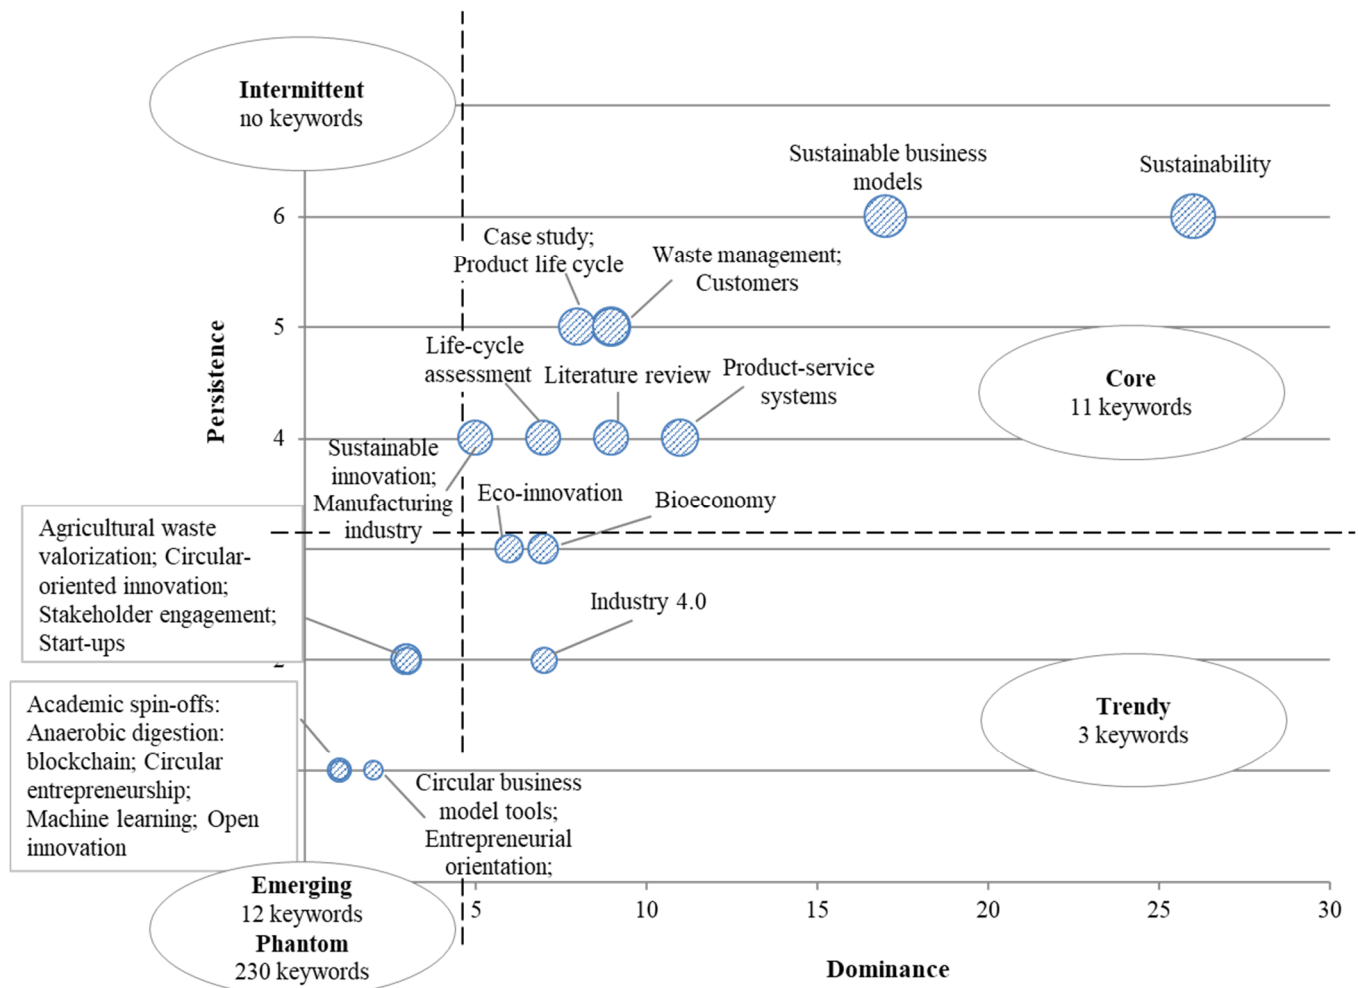 Intermittent
no keywords
Sustainable business
models
Sustainability
6
Case study;
Product life cycle
Waste management;
Customers
5
Persistence
Life-cycle
assessment
Literature review
Product-service
systems
Core
11 keywords
4
Sustainable
innovation;
Manufacturing
industry
Eco-innovation
Bioeconomy
Agricultural waste
valorization; Circular-
oriented innovation;
Stakeholder engagement;
Start-ups
Industry 4.0
Trendy
3 keywords
Academic spin-offs:
Anaerobic digestion:
blockchain; Circular
entrepreneurship;
Machine learning; Open
innovation
Circular business
model tools;
Entrepreneurial
orientation;
Emerging
12 keywords
Phantom
230 keywords
5
10
15
20
25
30
Dominance